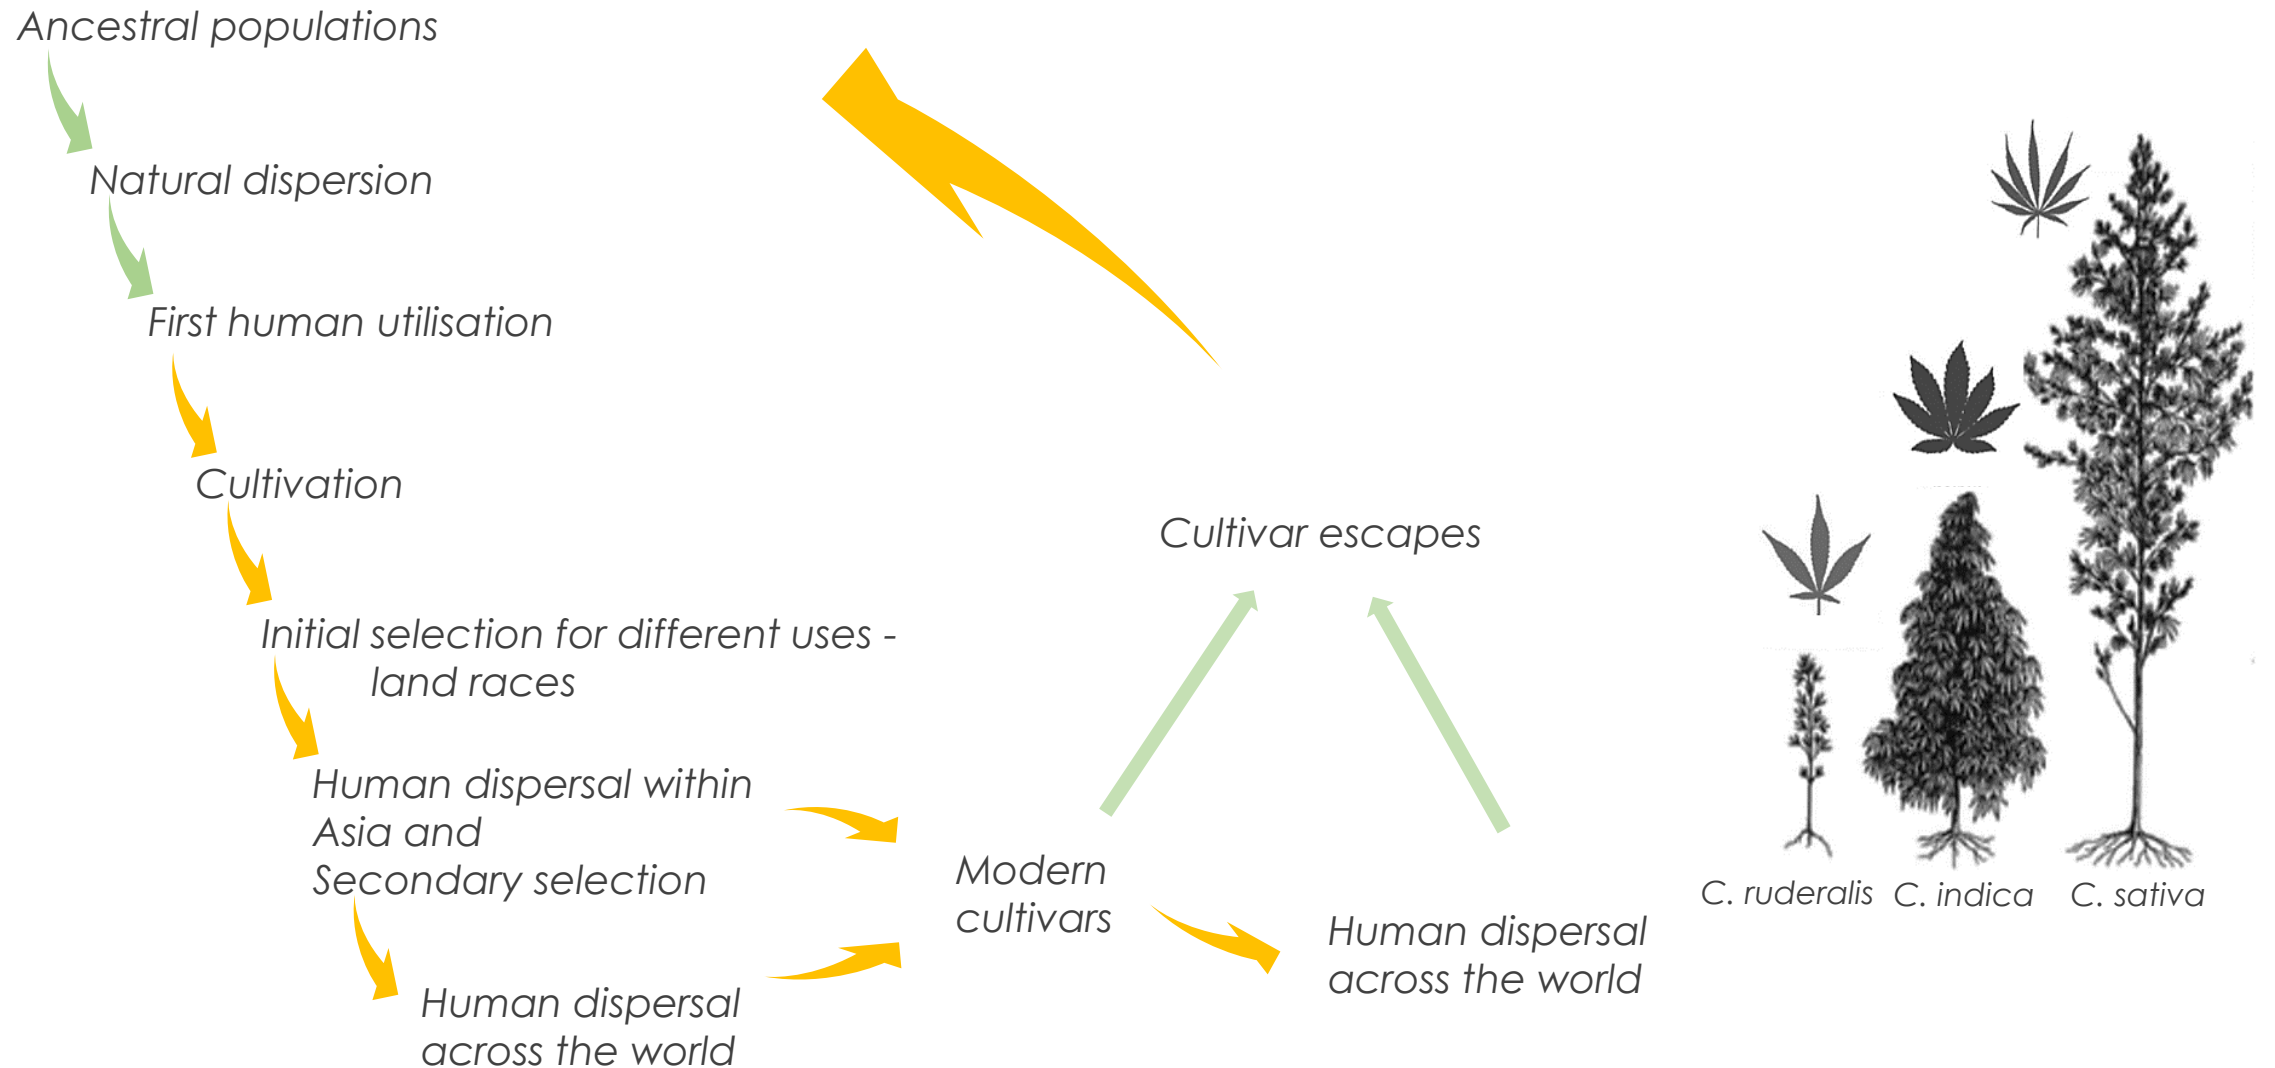 Ancestral populations
Natural dispersion
First human utilisation
Cultivation
Initial selection for different uses -
land races
Human dispersal within
Asia and
Secondary selection
Human dispersal
across the world
Modern
cultivars
Cultivar escapes
Human dispersal
across the world
C. ruderalis
C. indica
C. sativa